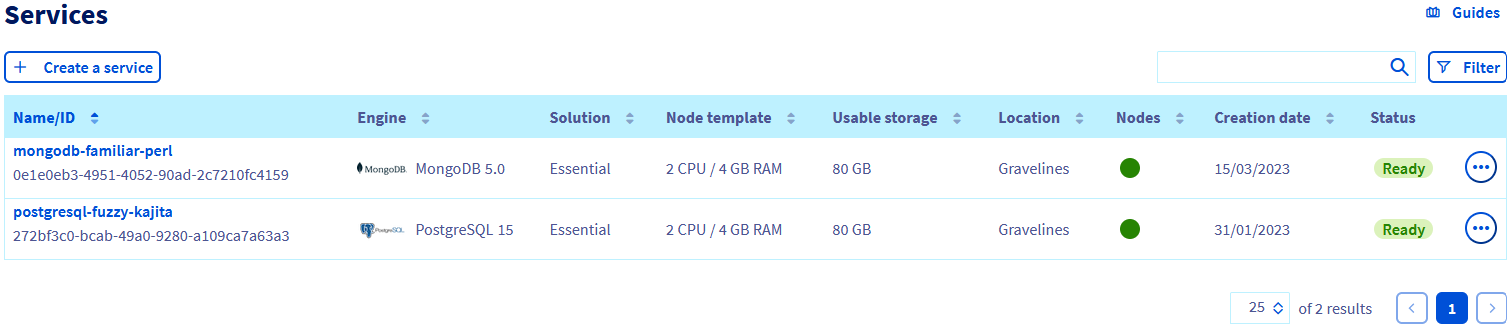 Services
Guides
Create a service
Filter
Name/ID Engine Solution Node template Usable storage Location Nodes Creation date Status
mongodb-familiar-perl
0e1e0eb3-4951-4052-90ad-2c7210fc4159
MongoDB. MongoDB 5.0 Essential 2 CPU / 4 GB RAM 80 GB Gravelines 15/03/2023 Ready
postgresql-fuzzy-kajita
272bf3c0-bcab-49a0-9280-a109ca7a63a3
PostgreSQL PostgreSQL 15 Essential 2 CPU / 4 GB RAM 80 GB Gravelines 31/01/2023 Ready
25 of 2 results 1